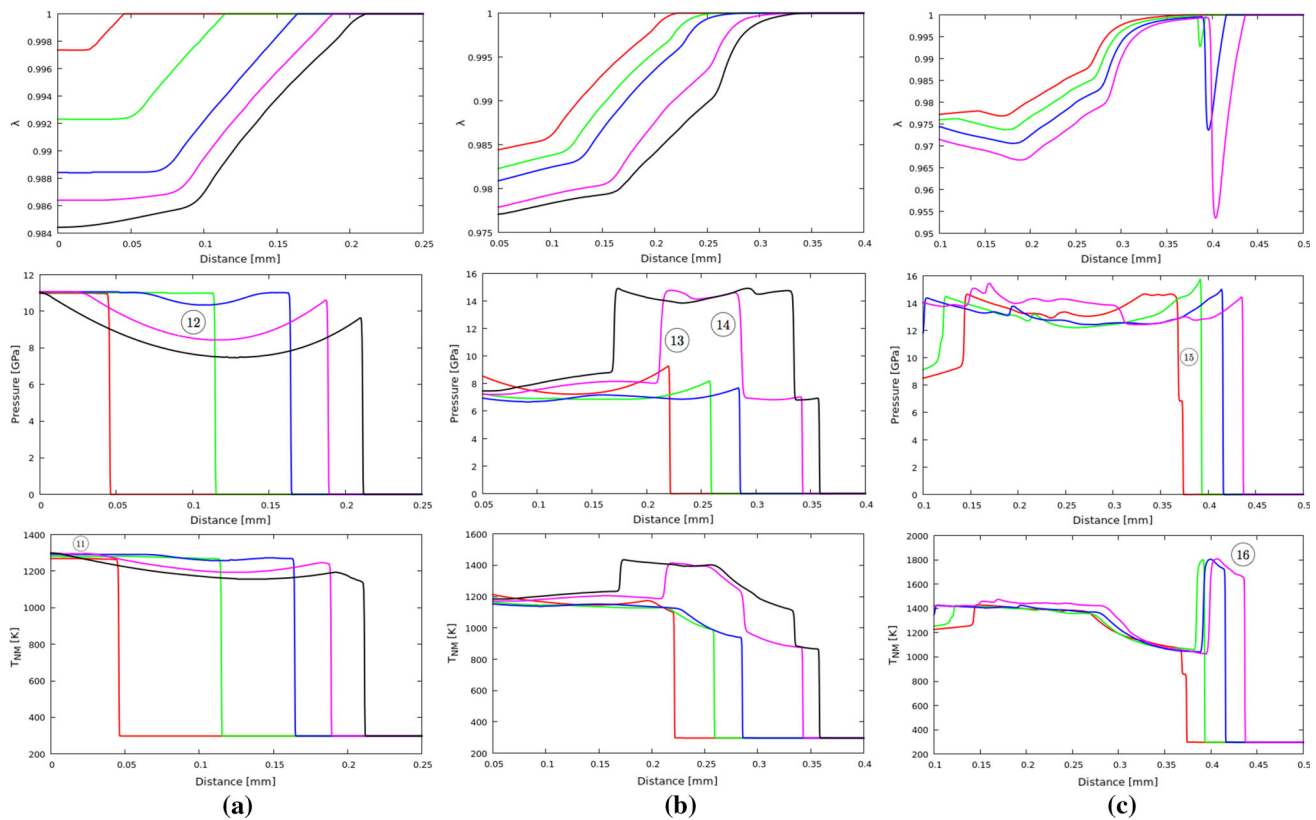 1
0.998
0.996
0.994
0.992
0.99
0.988
0.986
0.984
λ
0 0.05 0.1 0.15 0.2 0.25
Distance [mm]
1
0.995
0.99
0.985
0.98
0.975
λ
0.05 0.1 0.15 0.2 0.25 0.3 0.35 0.4
Distance [mm]
1
0.995
0.99
0.985
0.98
0.975
0.97
0.965
0.96
0.955
0.95
λ
0.1 0.15 0.2 0.25 0.3 0.35 0.4 0.45 0.5
Distance [mm]
12
10
8
6
4
2
0
Pressure [GPa]
12
0 0.05 0.1 0.15 0.2 0.25
Distance [mm]
16
14
12
10
8
6
4
2
0
Pressure [GPa]
13
14
0.05 0.1 0.15 0.2 0.25 0.3 0.35 0.4
Distance [mm]
16
14
12
10
8
6
4
2
0
Pressure [GPa]
15
0.1 0.15 0.2 0.25 0.3 0.35 0.4 0.45 0.5
Distance [mm]
1400
1200
1000
800
600
400
200
TNM [K]
11
0 0.05 0.1 0.15 0.2 0.25
Distance [mm]
1600
1400
1200
1000
800
600
400
200
TNM [K]
0.05 0.1 0.15 0.2 0.25 0.3 0.35 0.4
Distance [mm]
2000
1800
1600
1400
1200
1000
800
600
400
200
TNM [K]
16
0.1 0.15 0.2 0.25 0.3 0.35 0.4 0.45 0.5
Distance [mm]
(a)
(b)
(c)